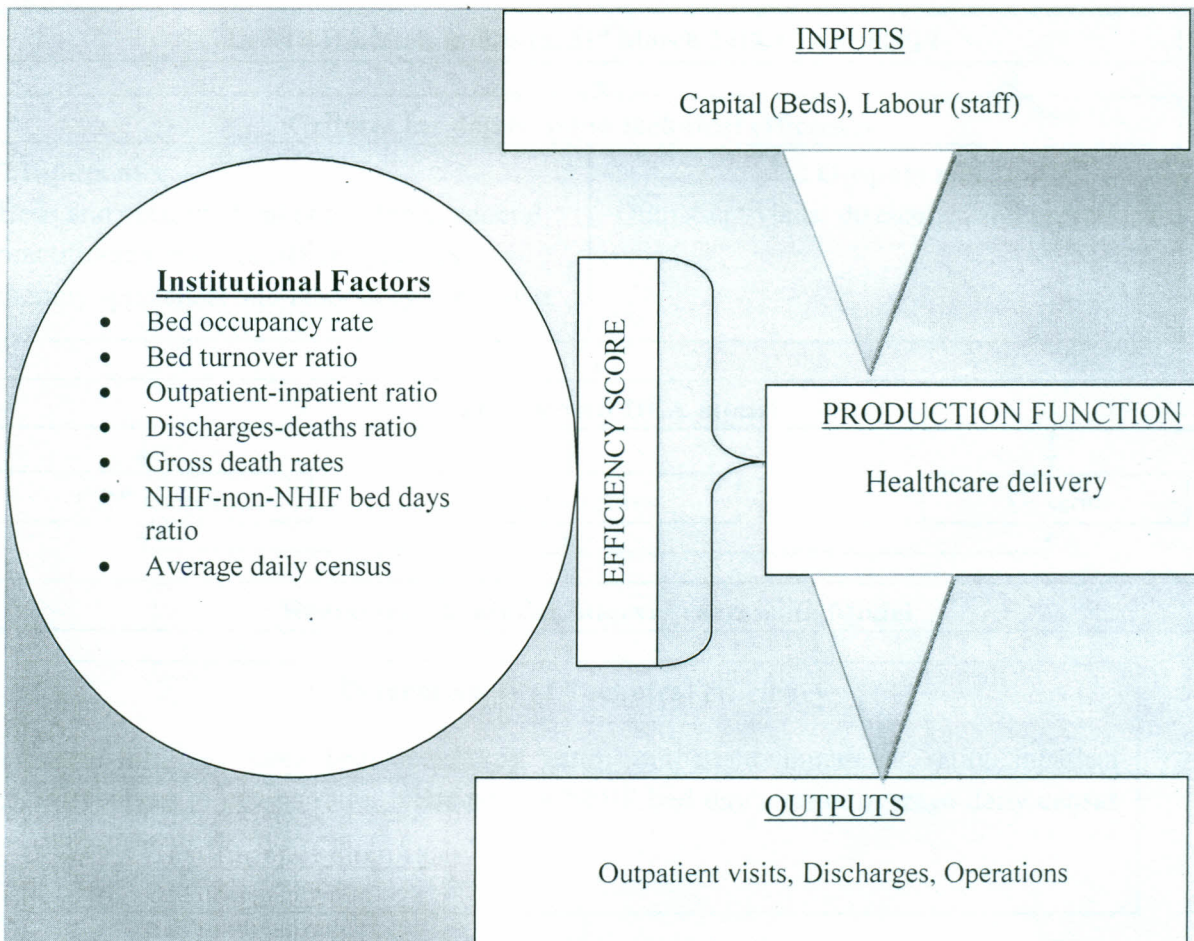 INPUTS
Capital (Beds), Labour (staff)
Institutional Factors
• Bed occupancy rate
• Bed turnover ratio
• Outpatient-inpatient ratio
• Discharges-deaths ratio
• Gross death rates
• NHIF-non-NHIF bed days
ratio
• Average daily census
EFFICIENCY SCORE
PRODUCTION FUNCTION
Healthcare delivery
OUTPUTS
Outpatient visits, Discharges, Operations